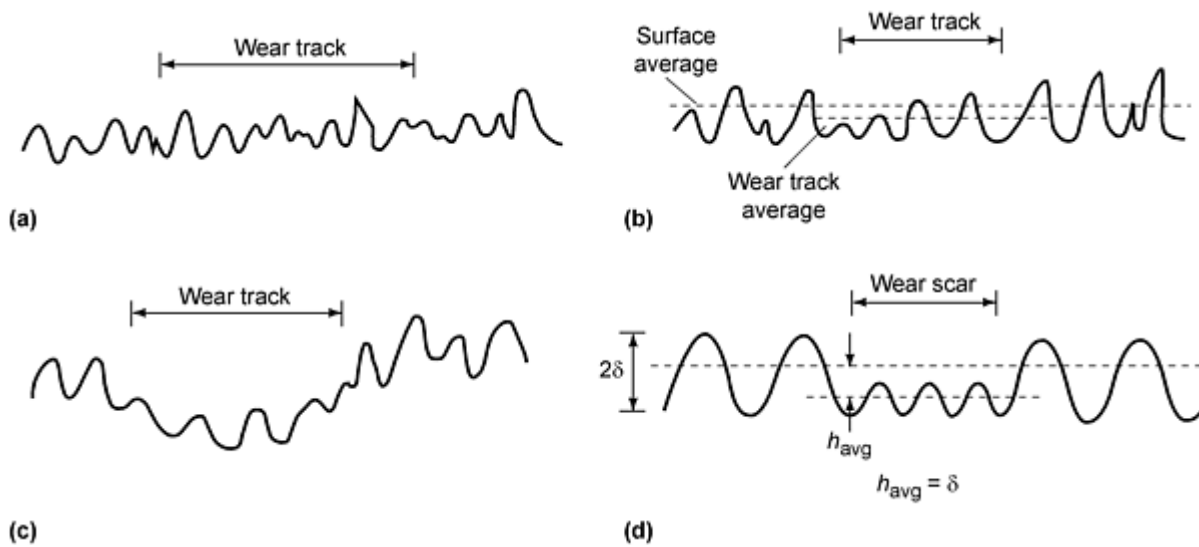 Wear track
(a)
Surface
average
Wear track
Wear track
average
(b)
Wear track
(c)
Wear scar
2δ
h_avg
h_avg = δ
(d)